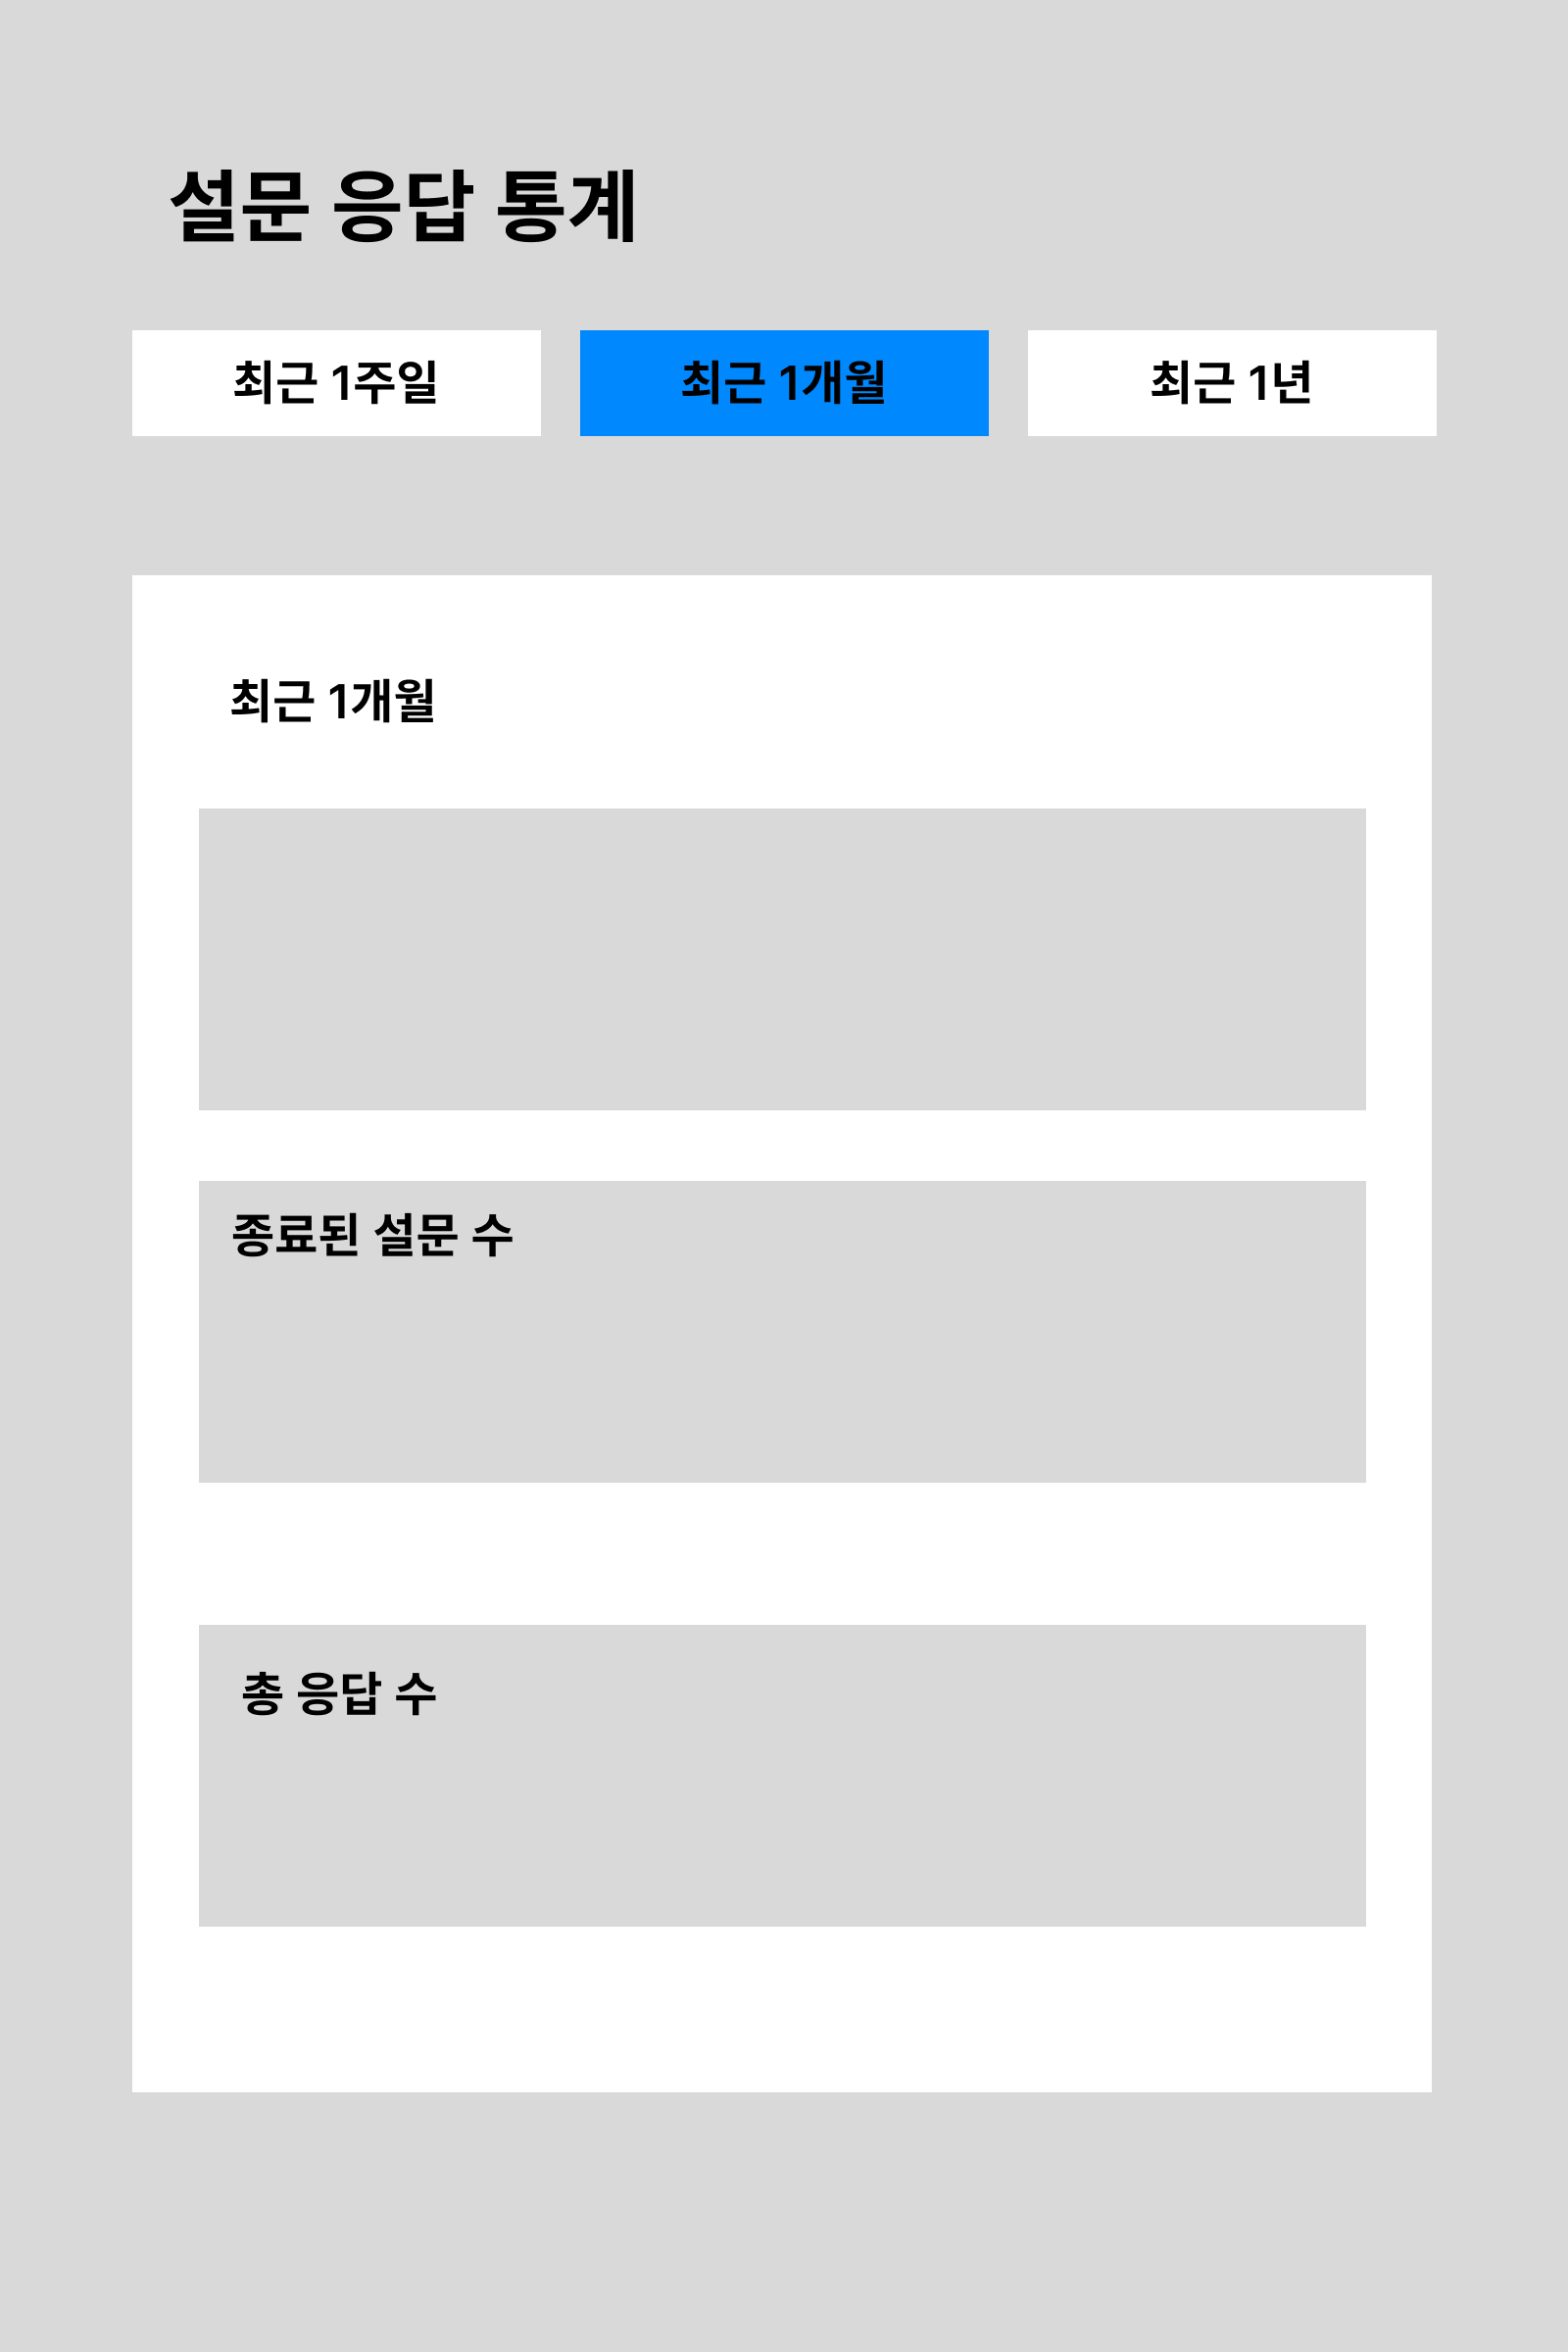 설문 응답 통계
최근 1주일
최근 1개월
최근 1년
최근 1개월
종료된 설문 수
총 응답 수